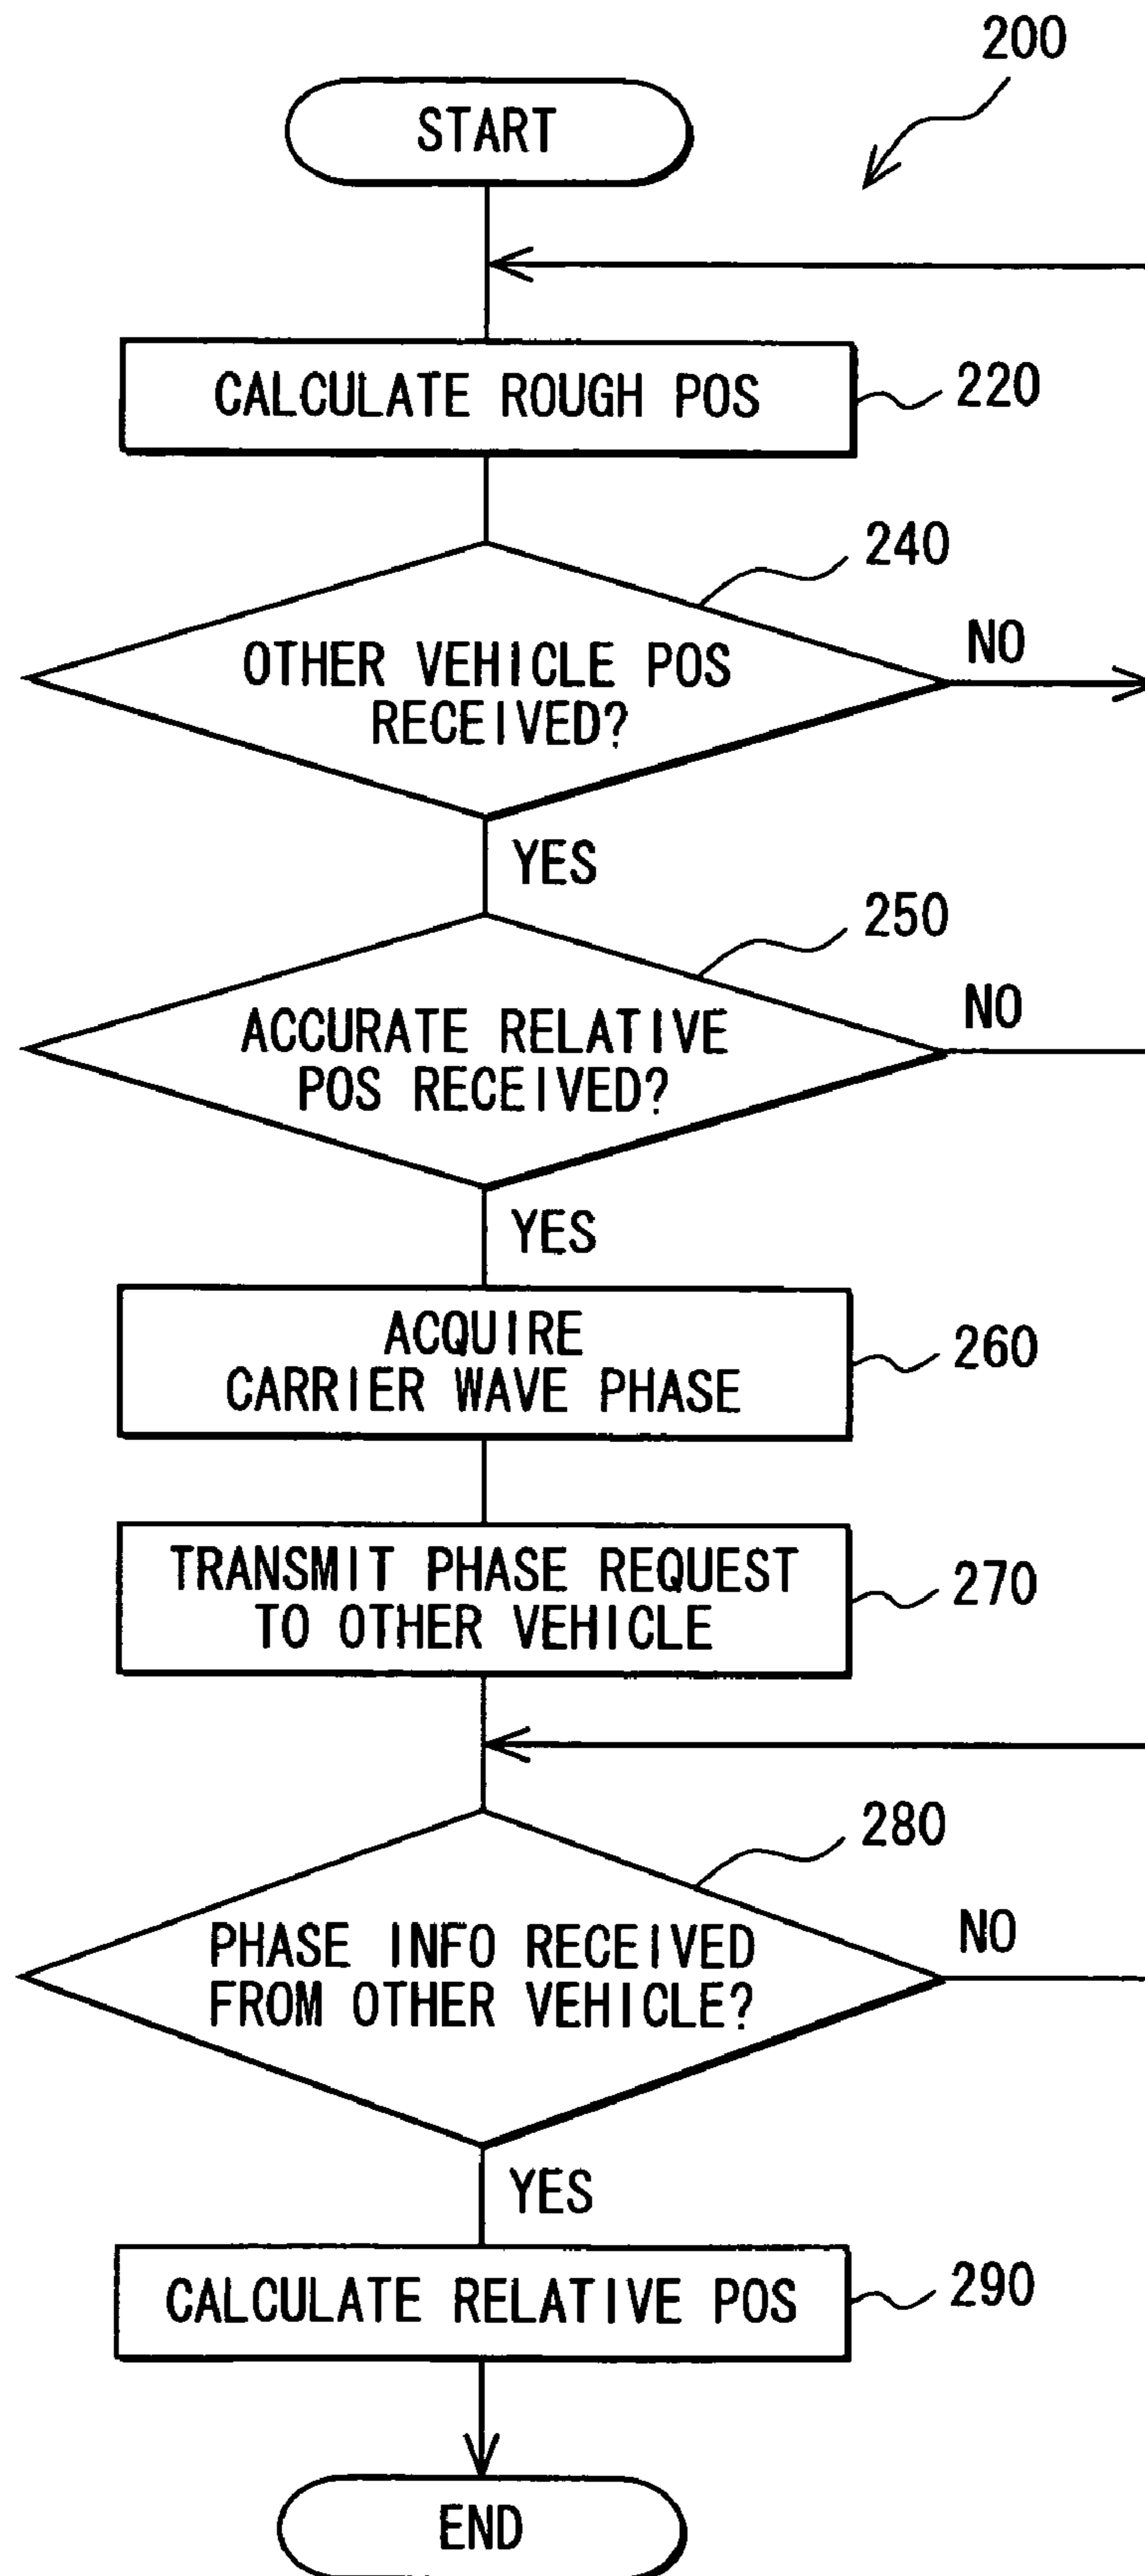 200
START
CALCULATE ROUGH POS
220
240
OTHER VEHICLE POS
RECEIVED?
NO
YES
250
ACCURATE RELATIVE
POS RECEIVED?
NO
YES
ACQUIRE
CARRIER WAVE PHASE
260
TRANSMIT PHASE REQUEST
TO OTHER VEHICLE
270
280
PHASE INFO RECEIVED
FROM OTHER VEHICLE?
NO
YES
CALCULATE RELATIVE POS
290
END